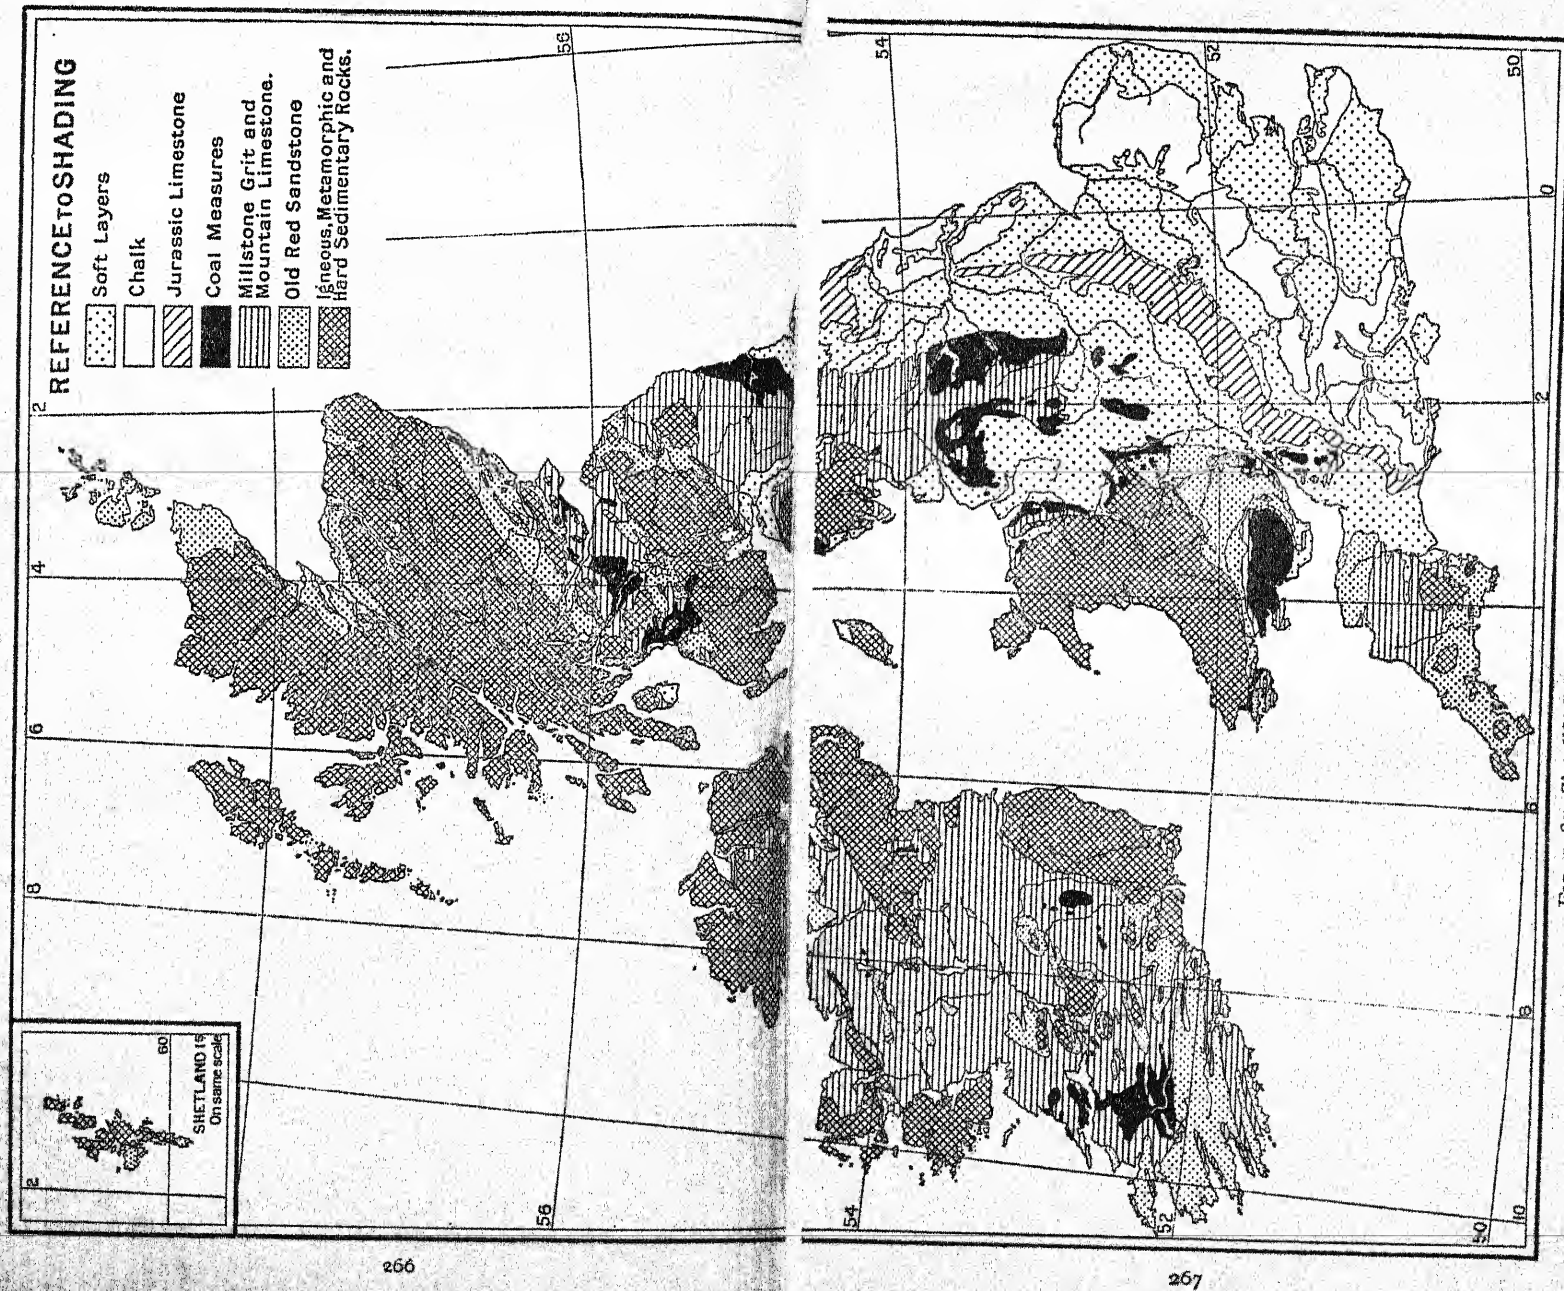 REFERENCE TO SHADING
Soft Layers
Chalk
Jurassic Limestone
Coal Measures
Millstone Grit and
Mountain Limestone.
Old Red Sandstone
Igneous, Metamorphic and
Hard Sedimentary Rocks.
56
54
52
50
0
2
2
4
6
6
8
8
10
50
52
54
56
60
2
SHETLAND IS
On same scale
266
267